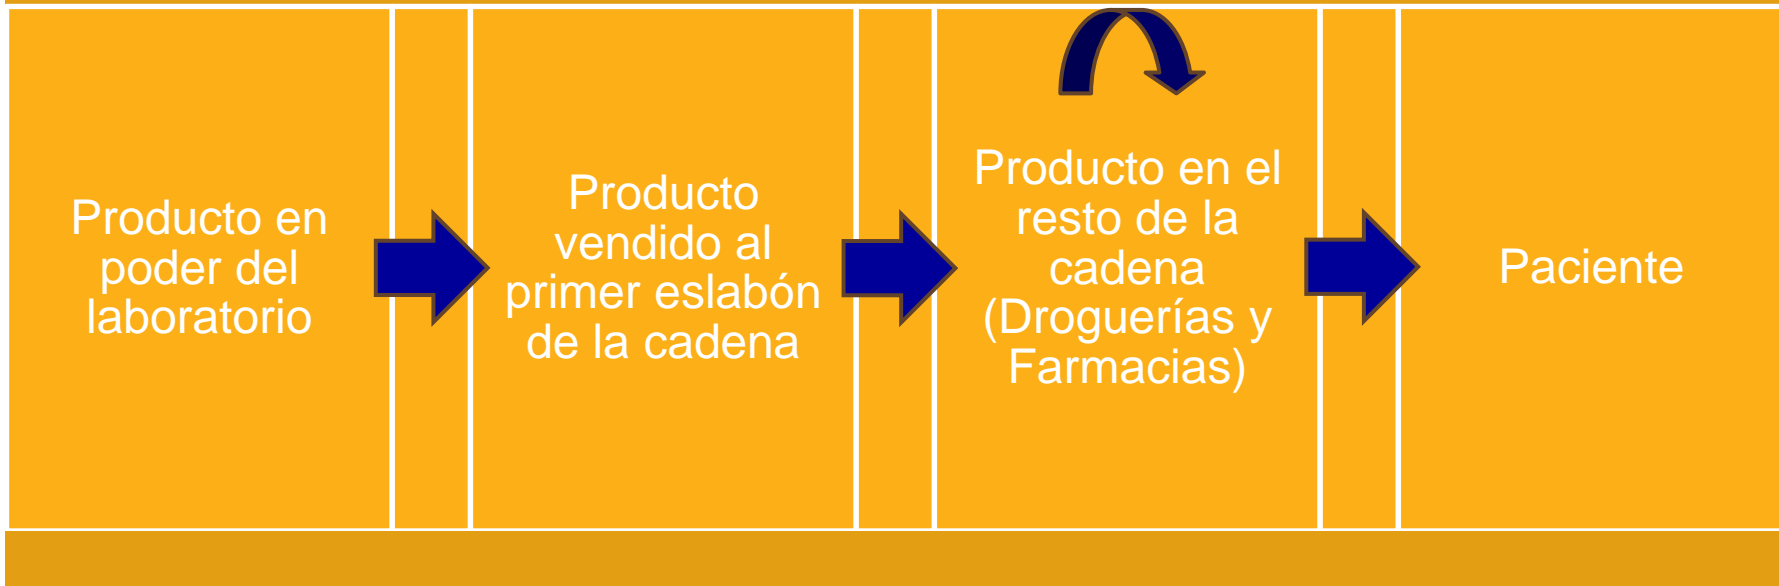 Producto en
poder del
laboratorio
Producto
vendido al
primer eslabón
de la cadena
Producto en el
resto de la
cadena
(Droguerías y
Farmacias)
Paciente